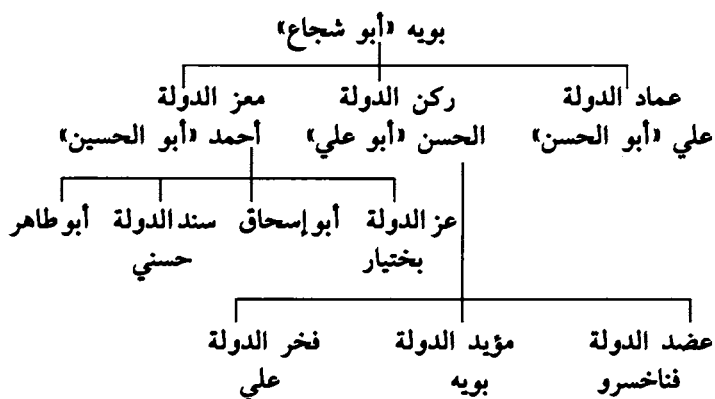 بويه «أبو شجاع»
عماد الدولة ركن الدولة معز الدولة
علي «أبو الحسن» الحسن «أبو علي» أحمد «أبو الحسين»
عز الدولة أبو إسحاق سند الدولة أبو طاهر
بختيار حسني
عضد الدولة مؤيد الدولة فخر الدولة
فناخسرو بويه علي